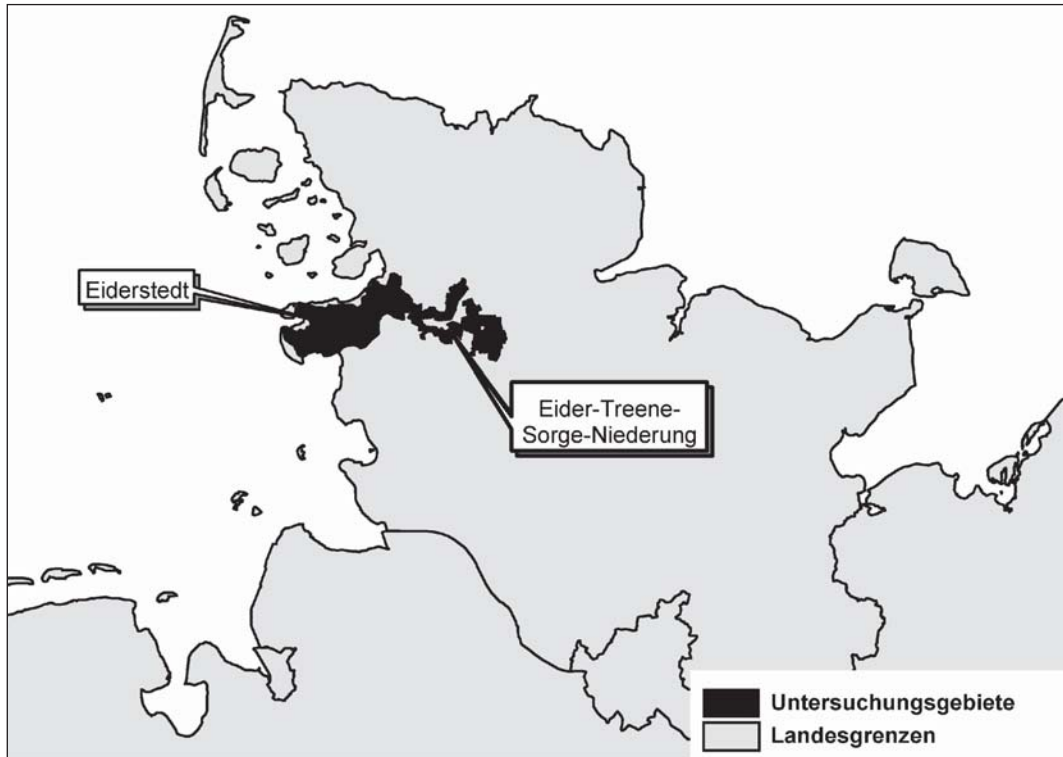 Eiderstedt
Eider-Treene-
Sorge-Niederung
Untersuchungsgebiete
Landesgrenzen